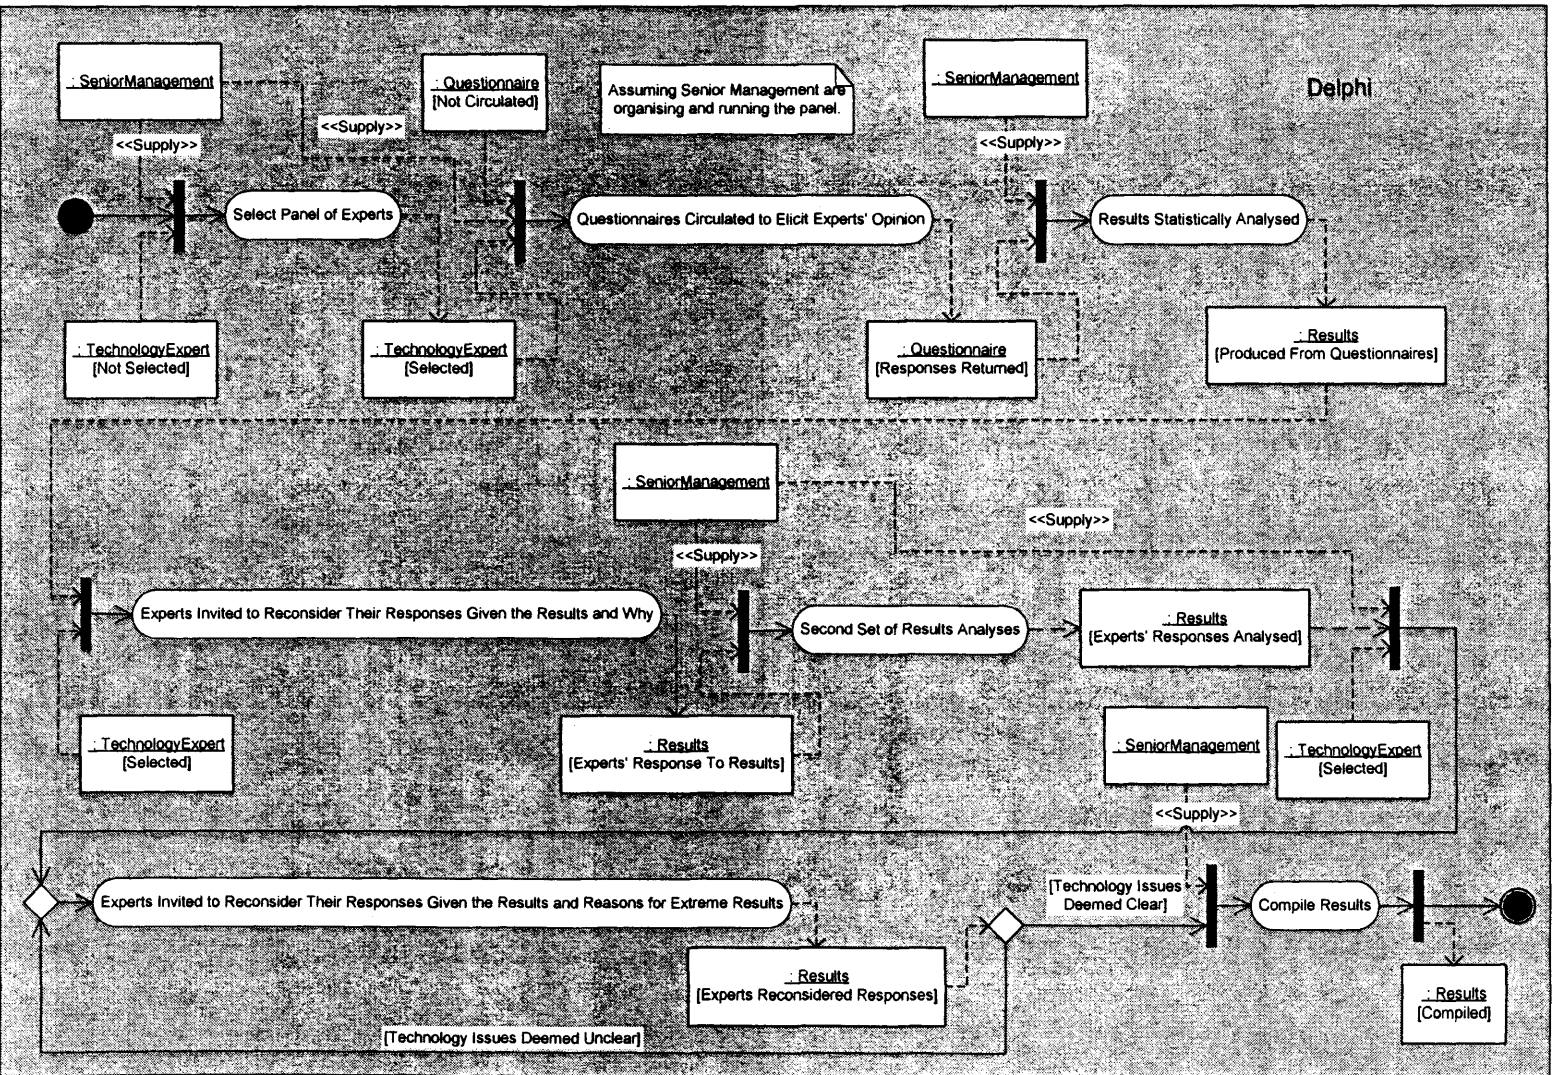 Delphi
: SeniorManagement
<<Supply>>
<<Supply>>
: Questionnaire
[Not Circulated]
Assuming Senior Management are
organising and running the panel.
: SeniorManagement
<<Supply>>
Select Panel of Experts
Questionnaires Circulated to Elicit Experts' Opinion
Results Statistically Analysed
: TechnologyExpert
[Not Selected]
: TechnologyExpert
[Selected]
: Questionnaire
[Responses Returned]
: Results
[Produced From Questionnaires]
: SeniorManagement
<<Supply>>
<<Supply>>
Experts Invited to Reconsider Their Responses Given the Results and Why
Second Set of Results Analyses
: Results
[Experts' Responses Analysed]
: TechnologyExpert
[Selected]
: Results
[Experts' Response To Results]
: SeniorManagement
: TechnologyExpert
[Selected]
<<Supply>>
Experts Invited to Reconsider Their Responses Given the Results and Reasons for Extreme Results
[Technology Issues
Deemed Clear]
Compile Results
: Results
[Experts Reconsidered Responses]
: Results
[Compiled]
[Technology Issues Deemed Unclear]